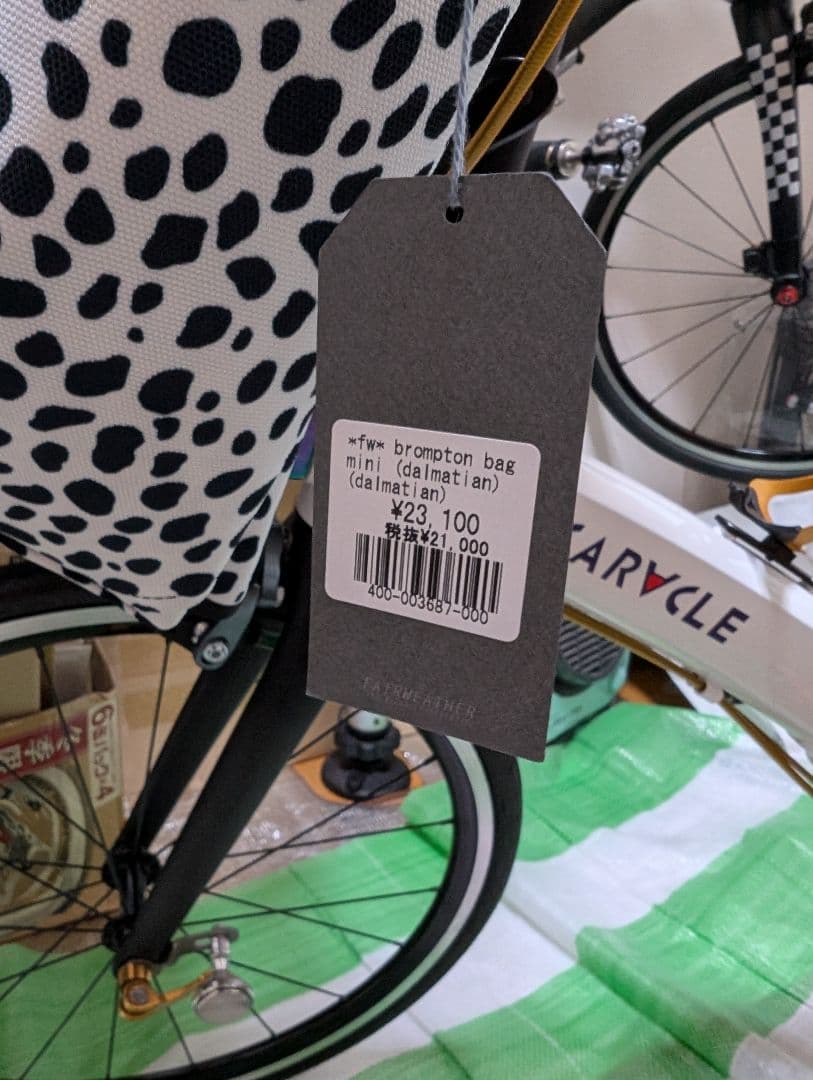 *fw* brompton bag
mini (dalmatian)
(dalmatian)
¥23,100
税抜¥21,000
400-003687-000
FAIRWEATHER
CARACLE